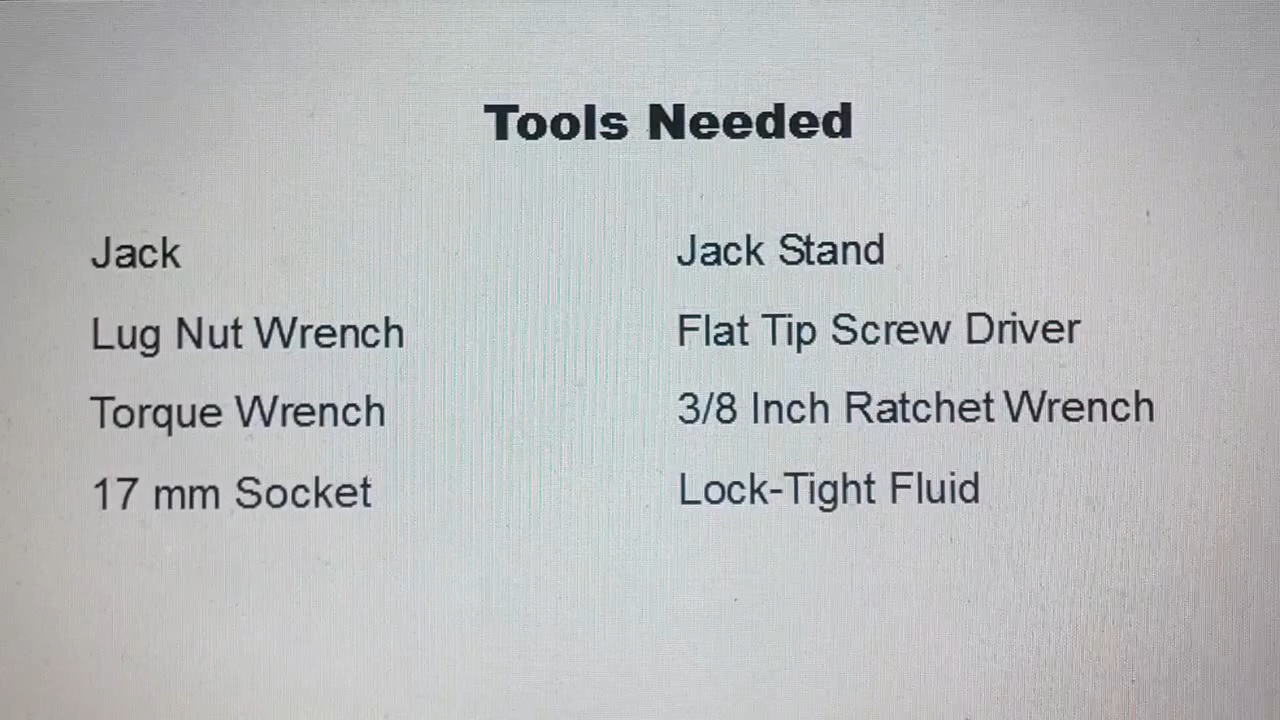 Tools Needed
Jack
Jack Stand
Lug Nut Wrench
Flat Tip Screw Driver
Torque Wrench
3/8 Inch Ratchet Wrench
17 mm Socket
Lock-Tight Fluid